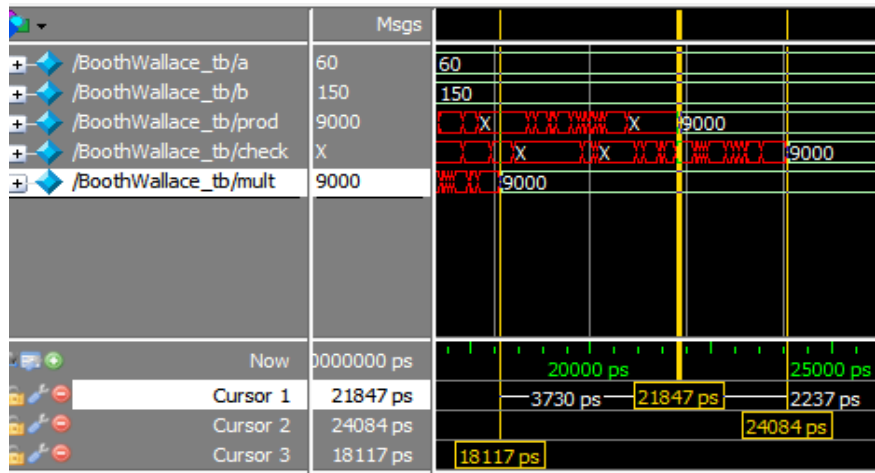 Msgs
/BoothWallace_tb/a 60 60
/BoothWallace_tb/b 150 150
/BoothWallace_tb/prod 9000 X X 9000
/BoothWallace_tb/check X X X 9000
/BoothWallace_tb/mult 9000 9000
Now 0000000 ps 20000 ps 25000 ps
Cursor 1 21847 ps 3730 ps 21847 ps 2237 ps
Cursor 2 24084 ps 24084 ps
Cursor 3 18117 ps 18117 ps